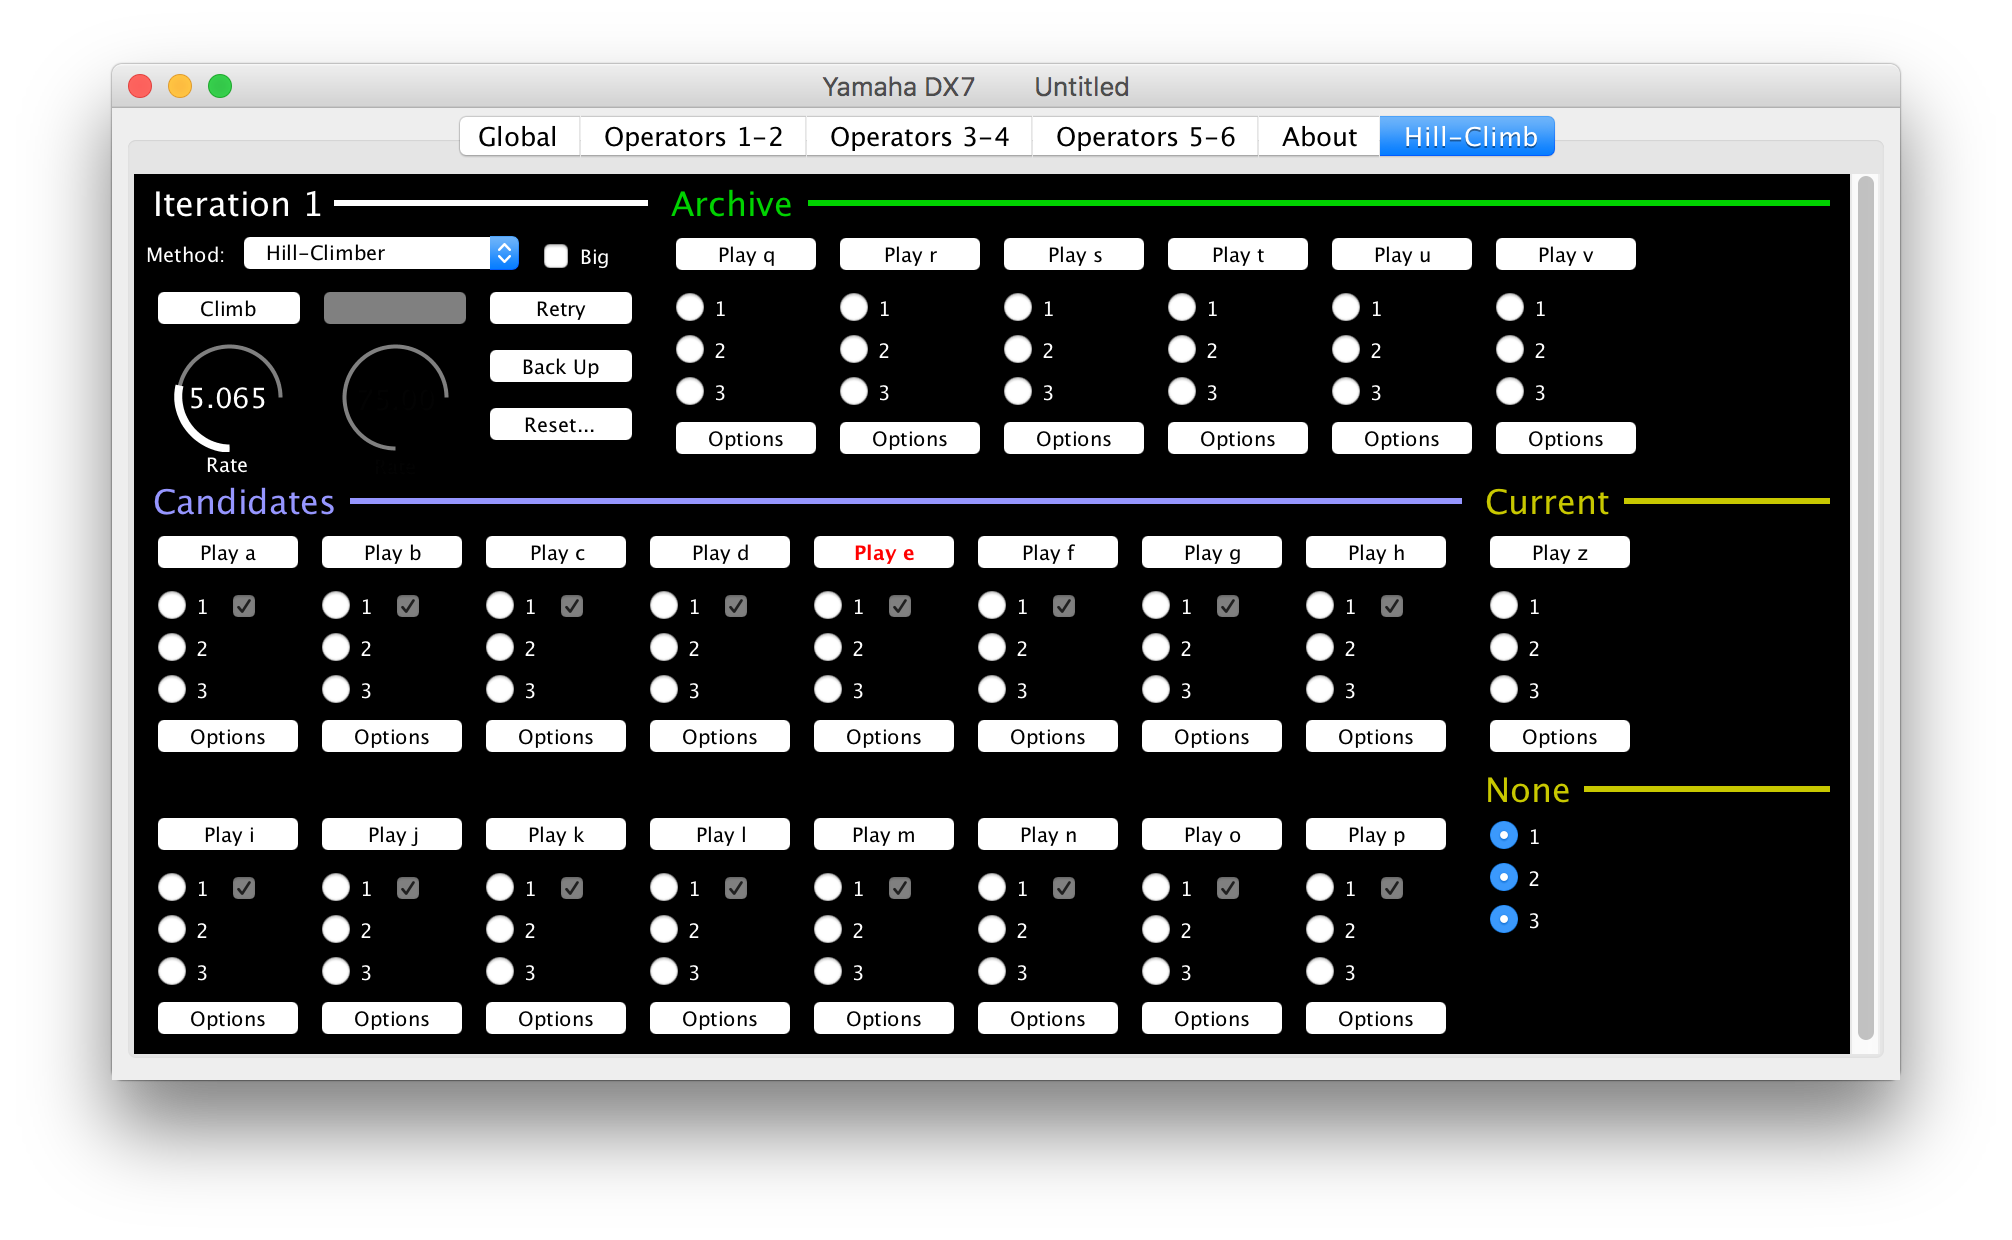 Yamaha DX7 Untitled
Global Operators 1-2 Operators 3-4 Operators 5-6 About Hill-Climb
Iteration 1
Method: Hill-Climber Big
Climb Retry
Back Up
5.065
Reset...
Rate
Archive
Play q Play r Play s Play t Play u Play v
1 1 1 1 1 1
2 2 2 2 2 2
3 3 3 3 3 3
Options Options Options Options Options Options
Candidates
Play a Play b Play c Play d Play e Play f Play g Play h
1 1 1 1 1 1 1 1
2 2 2 2 2 2 2 2
3 3 3 3 3 3 3 3
Options Options Options Options Options Options Options Options
Play i Play j Play k Play l Play m Play n Play o Play p
1 1 1 1 1 1 1 1
2 2 2 2 2 2 2 2
3 3 3 3 3 3 3 3
Options Options Options Options Options Options Options Options
Current
Play z
1
2
3
Options
None
1
2
3